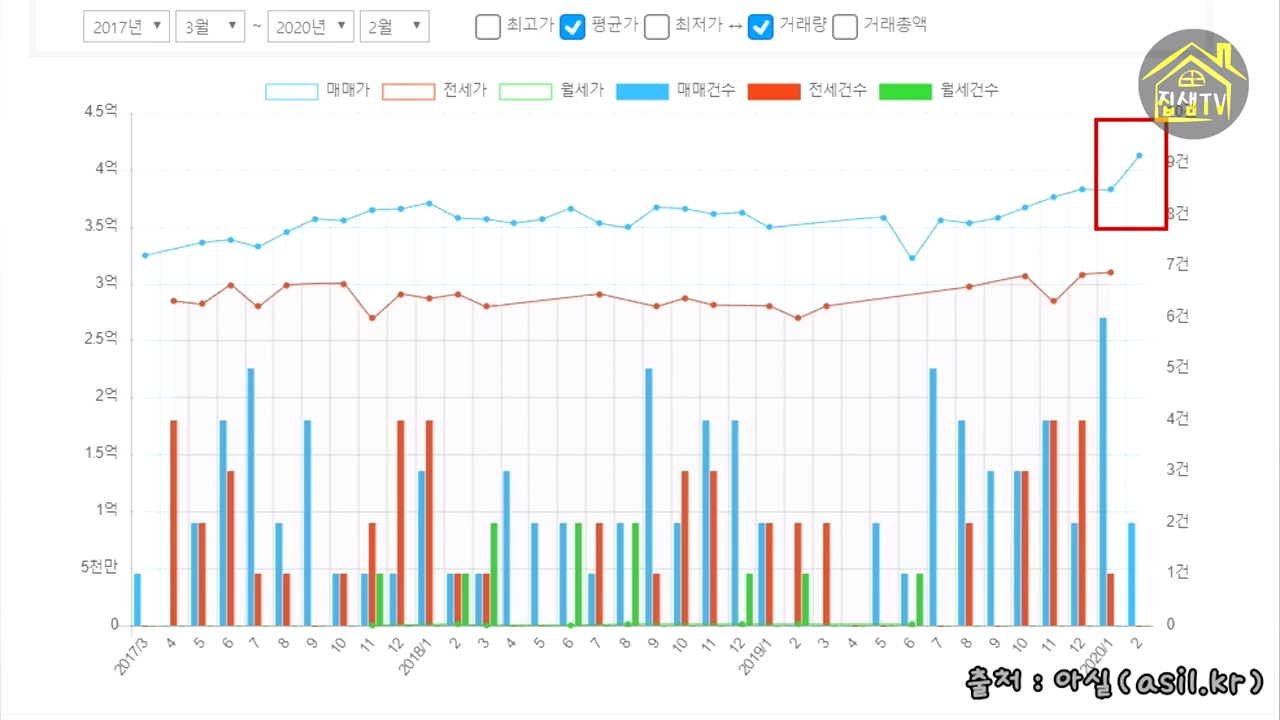 2017년 ▼ 3월 ▼ ~ 2020년 ▼ 2월 ▼ 최고가 평균가 최저가 ↔ 거래량 거래총액
집샘TV
매매가 전세가 월세가 매매건수 전세건수 월세건수
4.5억
4억 9건
3.5억 8건
7건
3억
6건
2.5억
5건
2억
4건
1.5억
3건
1억
2건
5천만 1건
0 0
2017/3 4 5 6 7 8 9 10 11 12 2018/1 2 3 4 5 6 7 8 9 10 11 12 2019/1 2 3 4 5 6 7 8 9 10 11 12 2020/1 2
출처 : 아실(asil.kr)